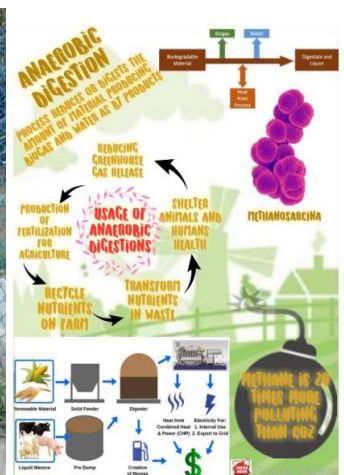 ANAEROBIC
DIGESTION
PROCESS REDUCES OR DIGESTS THE
AMOUNT OF MATERIAL PRODUCING
BIOGAS AND WATER AS BY PRODUCTS
Biogas
Water
Biodegradable
Material
Digestate and
Liquor
Heat
from
Process
METHANOSARCINA
REDUCING
GREENHOUSE
GAS RELEASE
PRODUCTION
OF
FERTILIZATION
FOR
AGRICULTURE
USAGE OF
ANAEROBIC
DIGESTIONS
SHELTER
ANIMALS AND
HUMANS
HEALTH
RECYCLE
NUTRIENTS
ON FARM
TRANSFORM
NUTRIENTS
IN WASTE
Renewable Material
Solid Feeder
Digester
Heat from
Combined Heat
& Power (CHP)
Electricity For:
1. Internal Use
2. Export to Grid
Liquid Manure
Pre Dump
Creation
of Biogas
$
METHANE IS 20
TIMES MORE
POLLUTING
THAN CO2